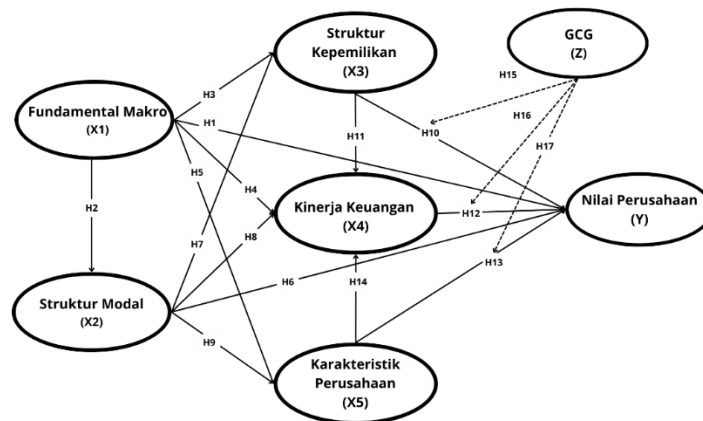 Struktur
Kepemilikan
(X3)
GCG
(Z)
H15
Fundamental Makro
(X1)
H3
H1
H16
H10
H11
H17
H5
H4
H2
Kinerja Keuangan
(X4)
H12
Nilai Perusahaan
(Y)
H7
H8
H13
H6
H14
Struktur Modal
(X2)
H9
Karakteristik
Perusahaan
(X5)